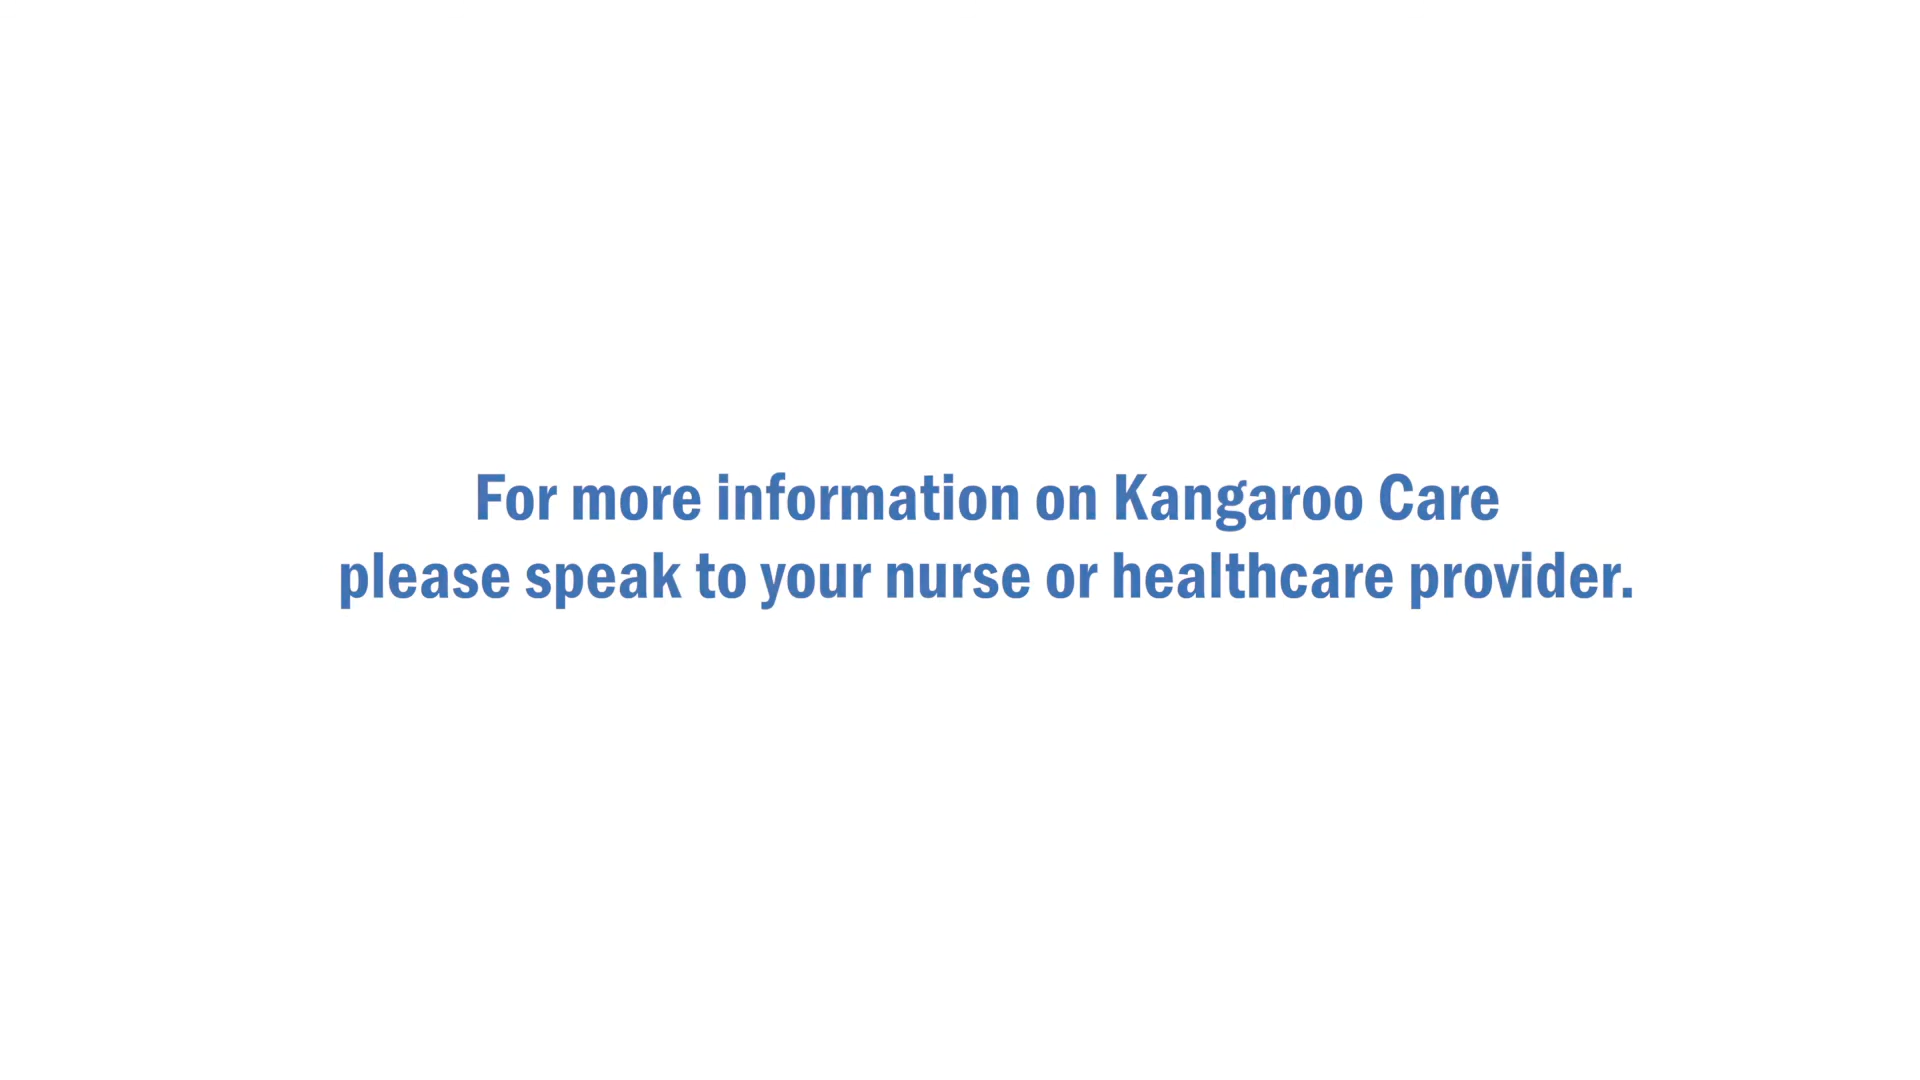 For more information on Kangaroo Care
please speak to your nurse or healthcare provider.